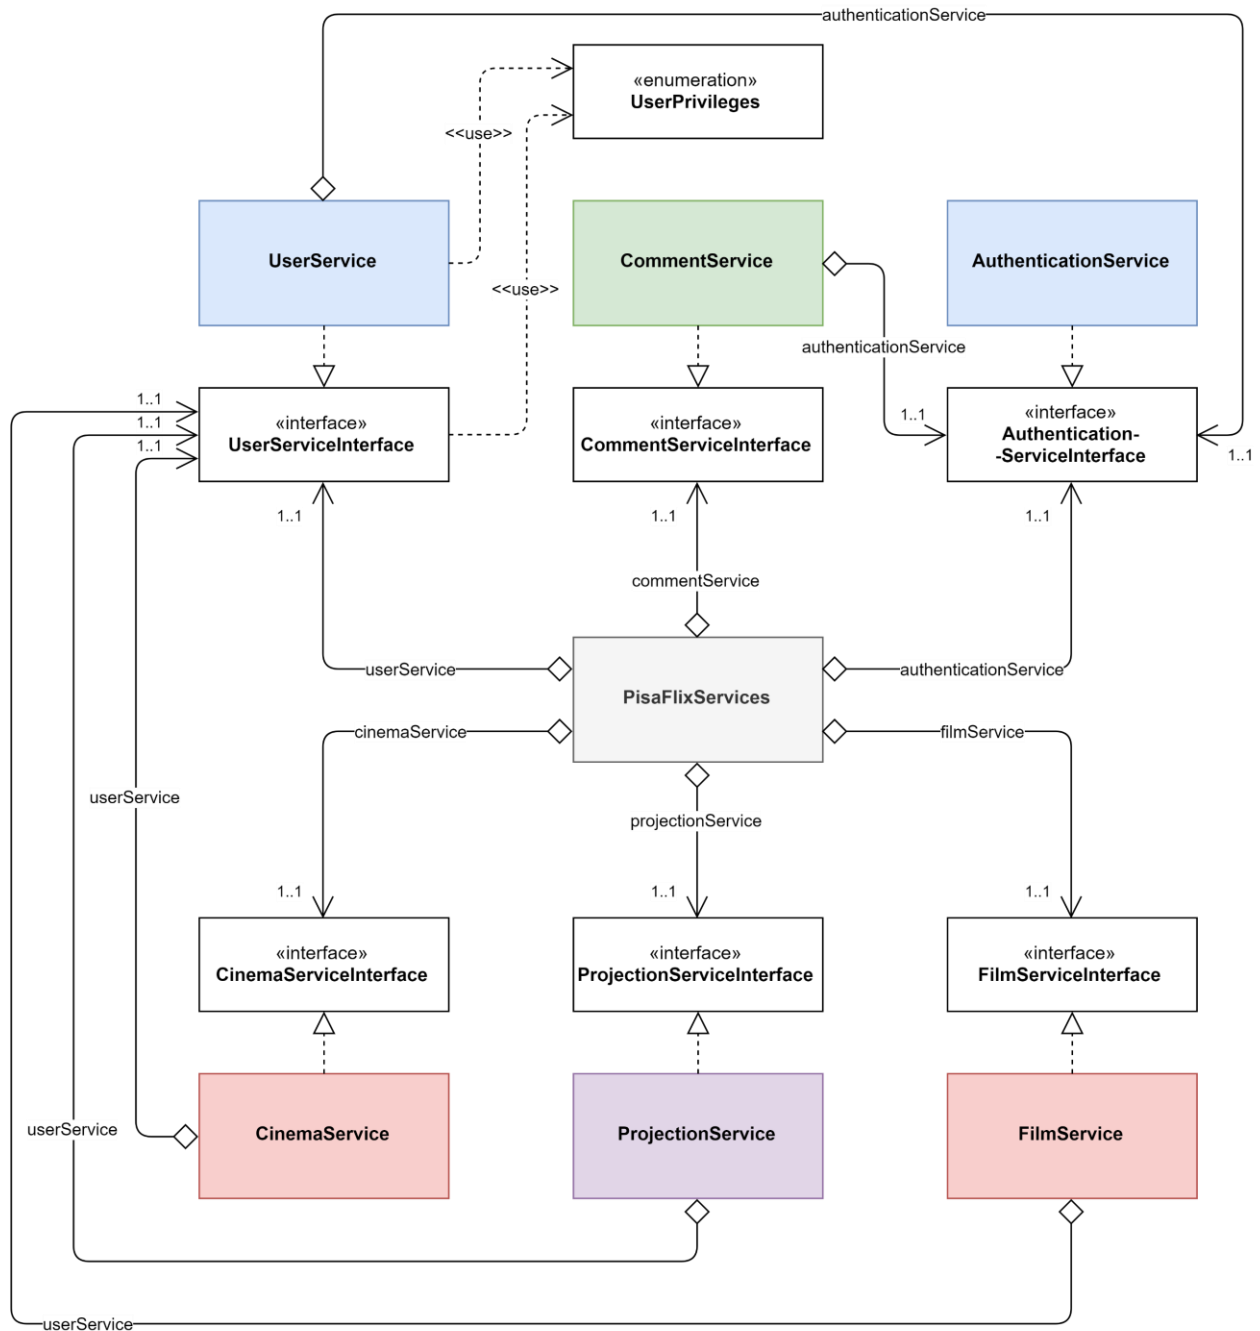 authenticationService
«enumeration»
UserPrivileges
<<use>>
UserService
CommentService
AuthenticationService
<<use>>
authenticationService
1..1
1..1
1..1
«interface»
UserServiceInterface
«interface»
CommentServiceInterface
1..1
«interface»
Authentication-
-ServiceInterface
1..1
1..1
1..1
1..1
commentService
userService
authenticationService
PisaFlixServices
cinemaService
filmService
userService
projectionService
1..1
1..1
1..1
«interface»
CinemaServiceInterface
«interface»
ProjectionServiceInterface
«interface»
FilmServiceInterface
userService
CinemaService
ProjectionService
FilmService
userService